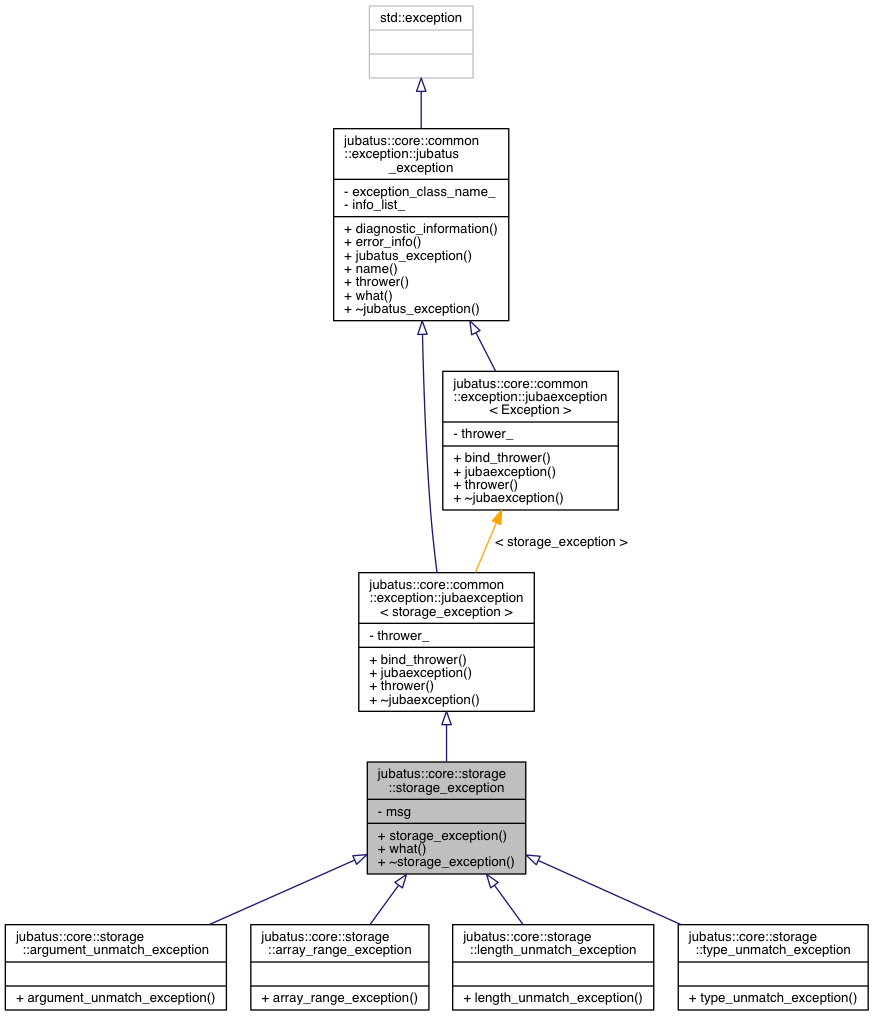 std::exception
jubatus::core::common
::exception::jubatus
_exception
- exception_class_name_
- info_list_
+ diagnostic_information()
+ error_info()
+ jubatus_exception()
+ name()
+ thrower()
+ what()
+ ~jubatus_exception()
jubatus::core::common
::exception::jubaexception
< Exception >
- thrower_
+ bind_thrower()
+ jubaexception()
+ thrower()
+ ~jubaexception()
< storage_exception >
jubatus::core::common
::exception::jubaexception
< storage_exception >
- thrower_
+ bind_thrower()
+ jubaexception()
+ thrower()
+ ~jubaexception()
jubatus::core::storage
::storage_exception
- msg
+ storage_exception()
+ what()
+ ~storage_exception()
jubatus::core::storage
::argument_unmatch_exception
+ argument_unmatch_exception()
jubatus::core::storage
::array_range_exception
+ array_range_exception()
jubatus::core::storage
::length_unmatch_exception
+ length_unmatch_exception()
jubatus::core::storage
::type_unmatch_exception
+ type_unmatch_exception()